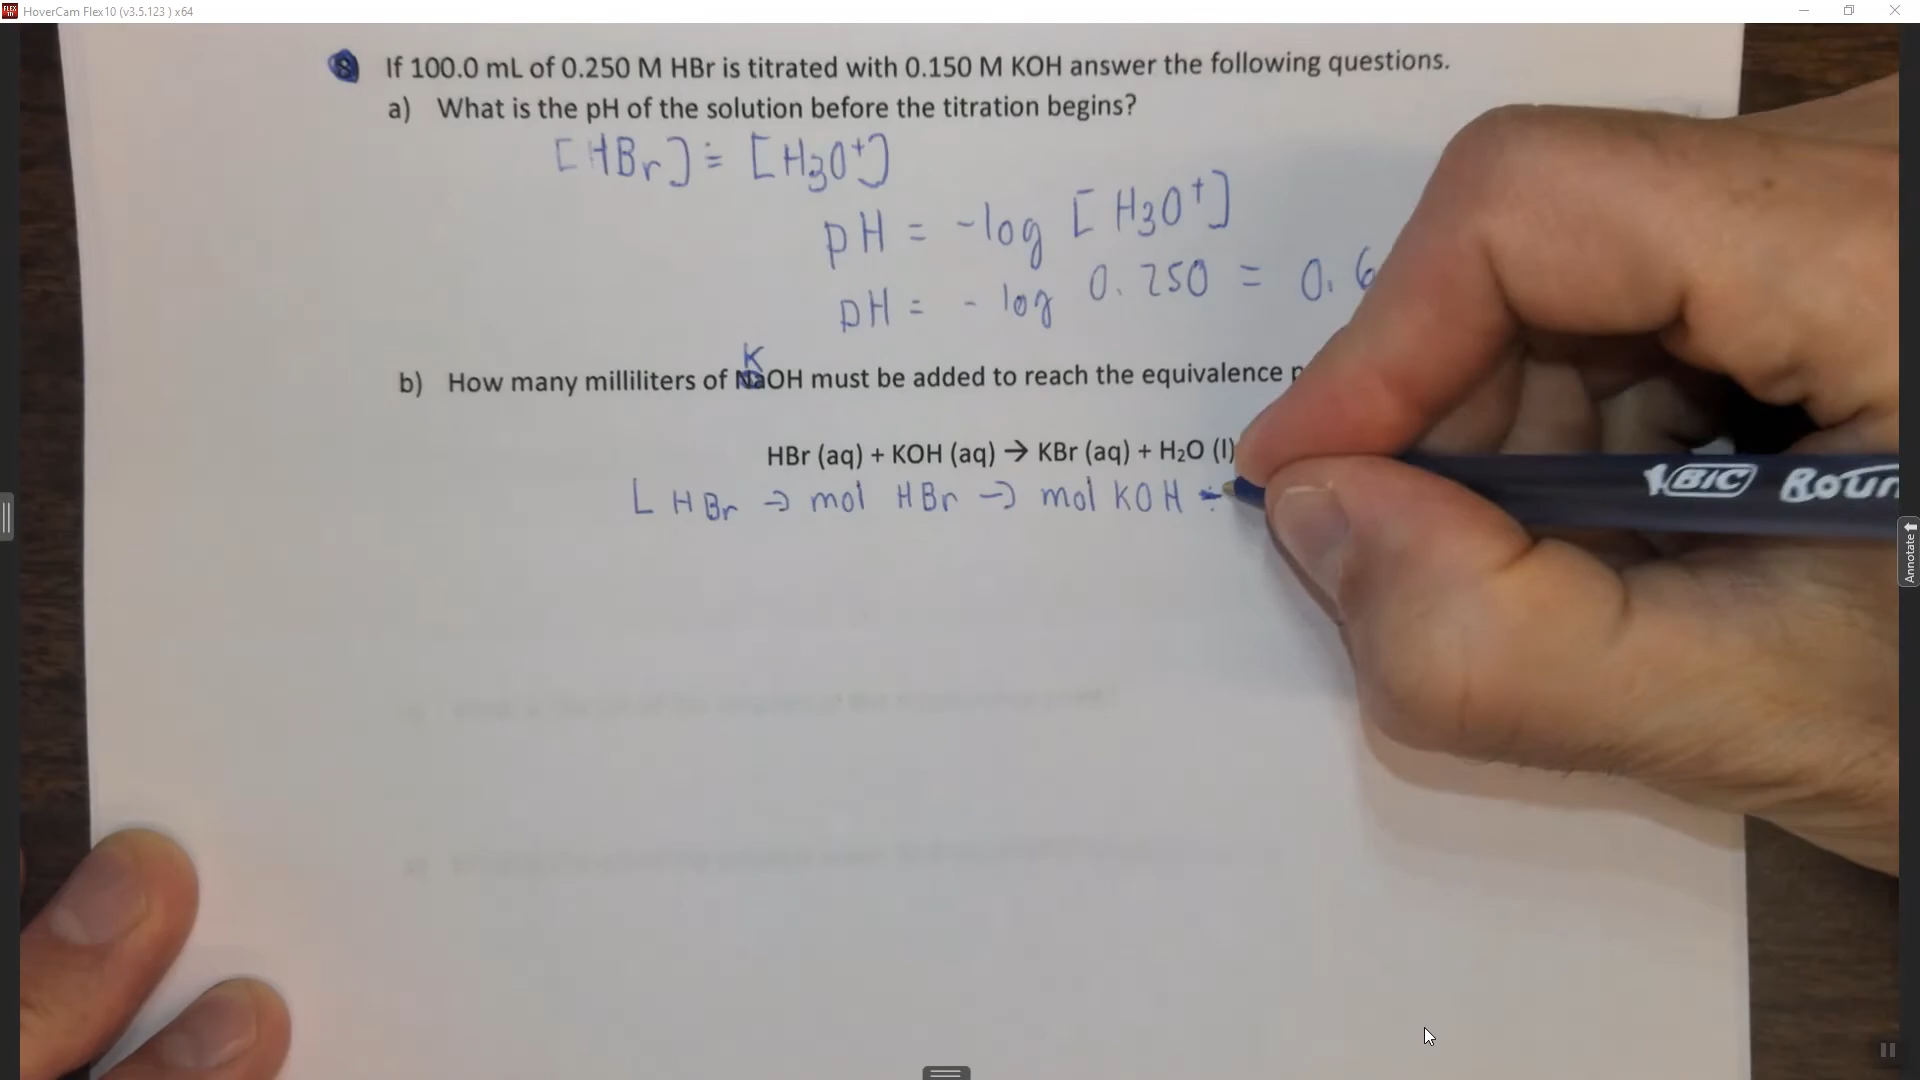 HoverCam Flex10 (v3.5.123 ) x64
8 If 100.0 mL of 0.250 M HBr is titrated with 0.150 M KOH answer the following questions.
a) What is the pH of the solution before the titration begins?
[HBr] ≐ [H3O+]
pH = -log [H3O+]
pH = - log 0.250 = 0.6
K
b) How many milliliters of NaOH must be added to reach the equivalence
HBr (aq) + KOH (aq) → KBr (aq) + H₂O (l)
L HBr → mol HBr → mol KOH ÷
BIC
Annotate